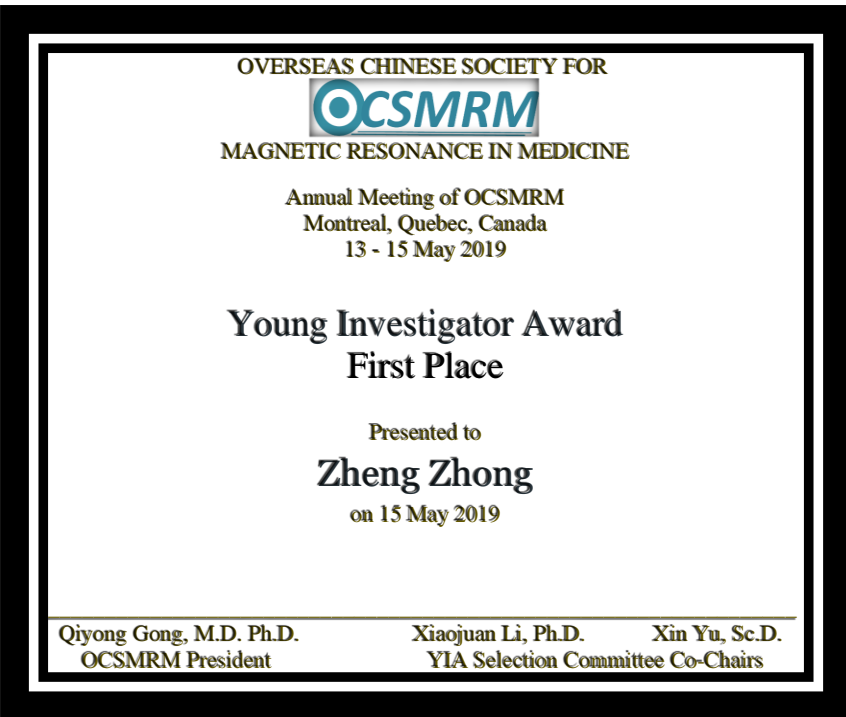 OVERSEAS CHINESE SOCIETY FOR
OCSMRM
MAGNETIC RESONANCE IN MEDICINE
Annual Meeting of OCSMRM
Montreal, Quebec, Canada
13 - 15 May 2019
Young Investigator Award
First Place
Presented to
Zheng Zhong
on 15 May 2019
Qiyong Gong, M.D. Ph.D. Xiaojuan Li, Ph.D. Xin Yu, Sc.D.
OCSMRM President YIA Selection Committee Co-Chairs